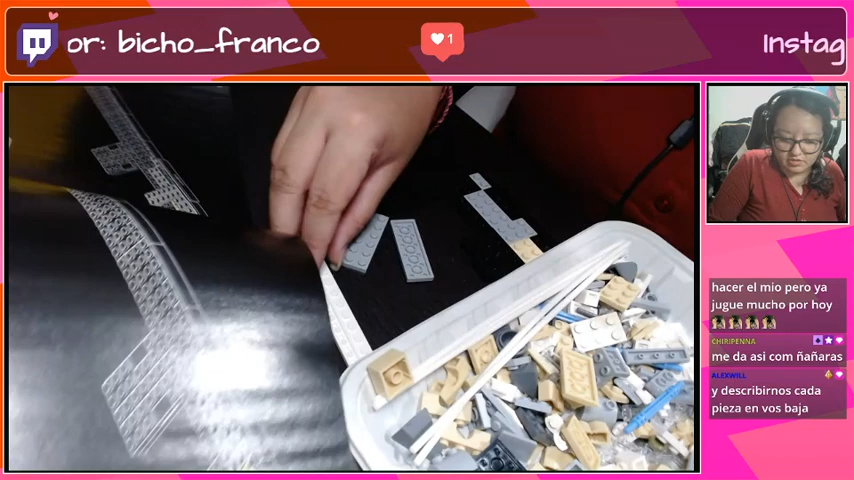 or: bicho_franco
1
Instag
hacer el mio pero ya
jugue mucho por hoy
CHIRIPENNA
me da asi com ñañaras
ALEXWILL
y describirnos cada
pieza en vos baja